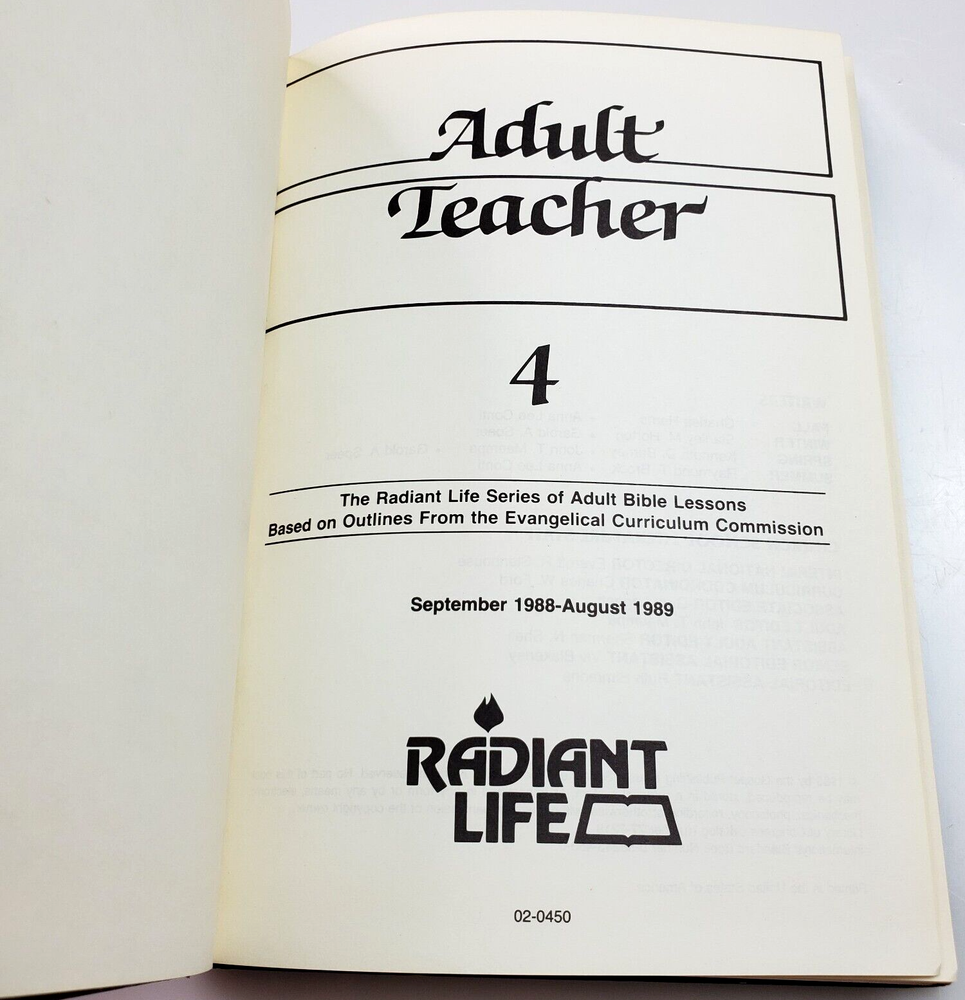 Adult
Teacher
4
The Radiant Life Series of Adult Bible Lessons
Based on Outlines From the Evangelical Curriculum Commission
September 1988-August 1989
RADIANT
LIFE
02-0450